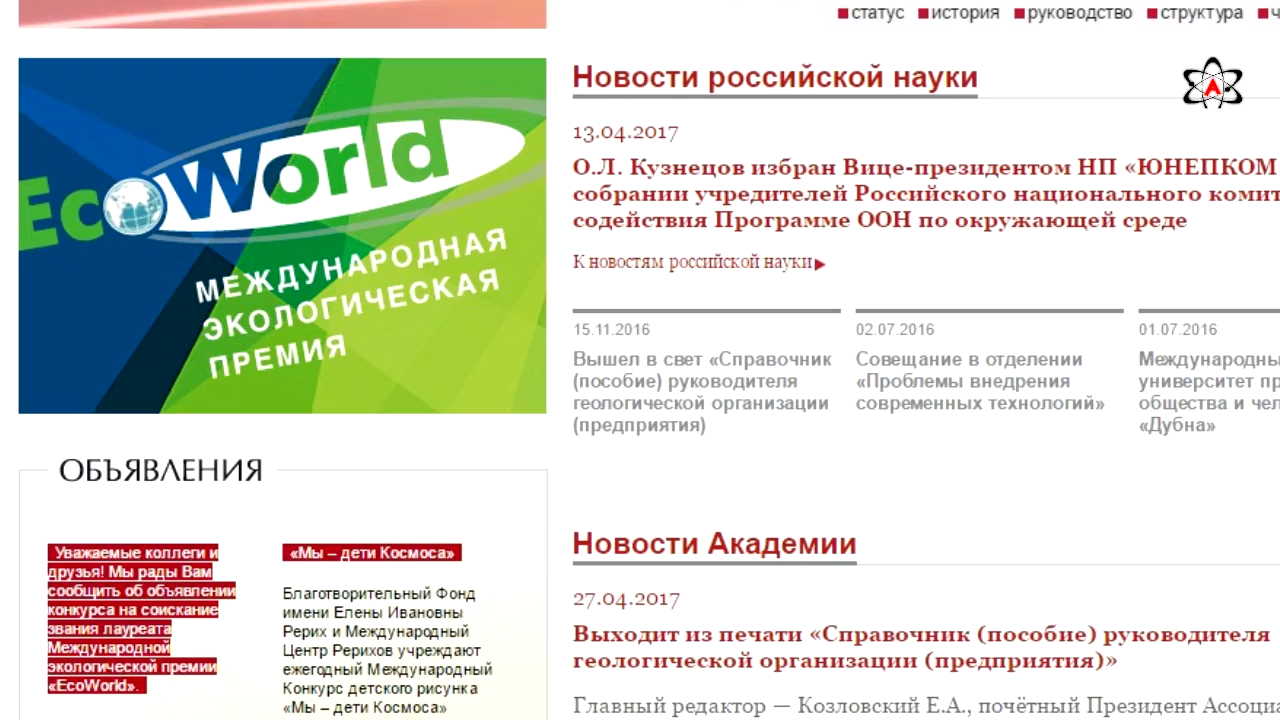 статус история руководство структура
EcoWorld
МЕЖДУНАРОДНАЯ
ЭКОЛОГИЧЕСКАЯ
ПРЕМИЯ
ОБЪЯВЛЕНИЯ
Уважаемые коллеги и
друзья! Мы рады Вам
сообщить об объявлении
конкурса на соискание
звания лауреата
Международной
экологической премии
«EcoWorld».
«Мы – дети Космоса»
Благотворительный Фонд
имени Елены Ивановны
Рерих и Международный
Центр Рерихов учреждают
ежегодный Международный
Конкурс детского рисунка
«Мы – дети Космоса»
Новости российской науки
А
13.04.2017
О.Л. Кузнецов избран Вице-президентом НП «ЮНЕПКОМ
собрании учредителей Российского национального комит
содействия Программе ООН по окружающей среде
К новостям российской науки
15.11.2016
Вышел в свет «Справочник
(пособие) руководителя
геологической организации
(предприятия)
02.07.2016
Совещание в отделении
«Проблемы внедрения
современных технологий»
01.07.2016
Международны
университет пр
общества и чел
«Дубна»
Новости Академии
27.04.2017
Выходит из печати «Справочник (пособие) руководителя
геологической организации (предприятия)»
Главный редактор — Козловский Е.А., почётный Президент Ассоциа